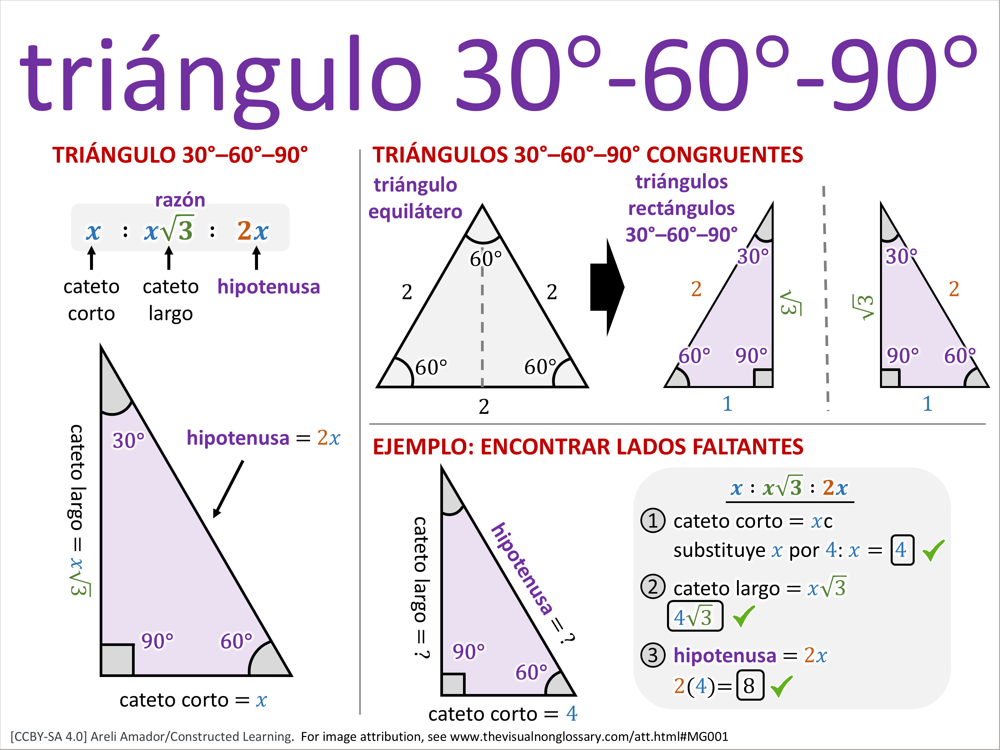 triángulo 30°-60°-90°
TRIÁNGULO 30°–60°–90°
razón
x : x√3 : 2x
cateto corto
cateto largo
hipotenusa
30°
hipotenusa = 2x
cateto largo = x√3
90°
60°
cateto corto = x
TRIÁNGULOS 30°–60°–90° CONGRUENTES
triángulo
equilátero
60°
2
2
60°
60°
2
triángulos
rectángulos
30°–60°–90°
30°
2
√3
60°
90°
1
30°
√3
2
90°
60°
1
EJEMPLO: ENCONTRAR LADOS FALTANTES
cateto largo = ?
hipotenusa = ?
90°
60°
cateto corto = 4
x : x√3 : 2x
1 cateto corto = xc
substituye x por 4: x = 4
2 cateto largo = x√3
4√3
3 hipotenusa = 2x
2(4)= 8
[CCBY-SA 4.0] Areli Amador/Constructed Learning. For image attribution, see www.thevisualnonglossary.com/att.html#MG001